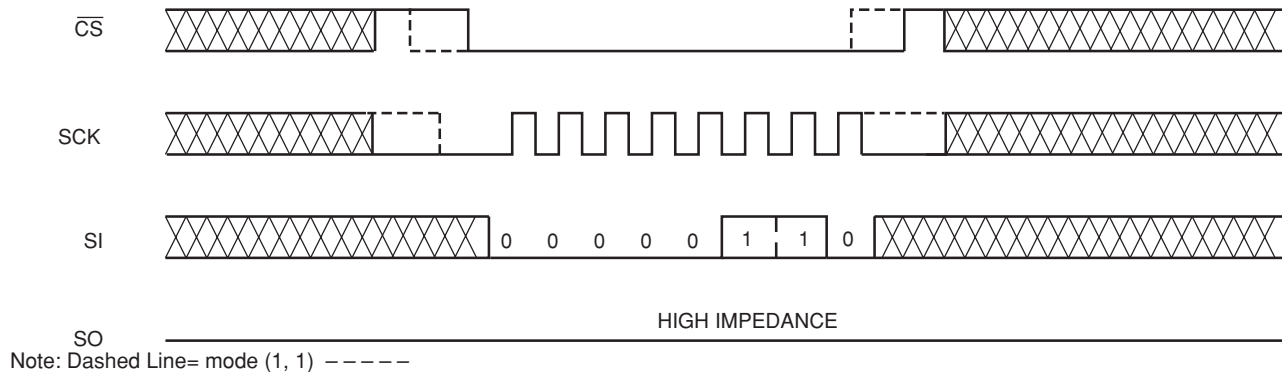 CS
SCK
SI
0 0 0 0 0 1 1 0
HIGH IMPEDANCE
SO
Note: Dashed Line= mode (1, 1) – – – – –